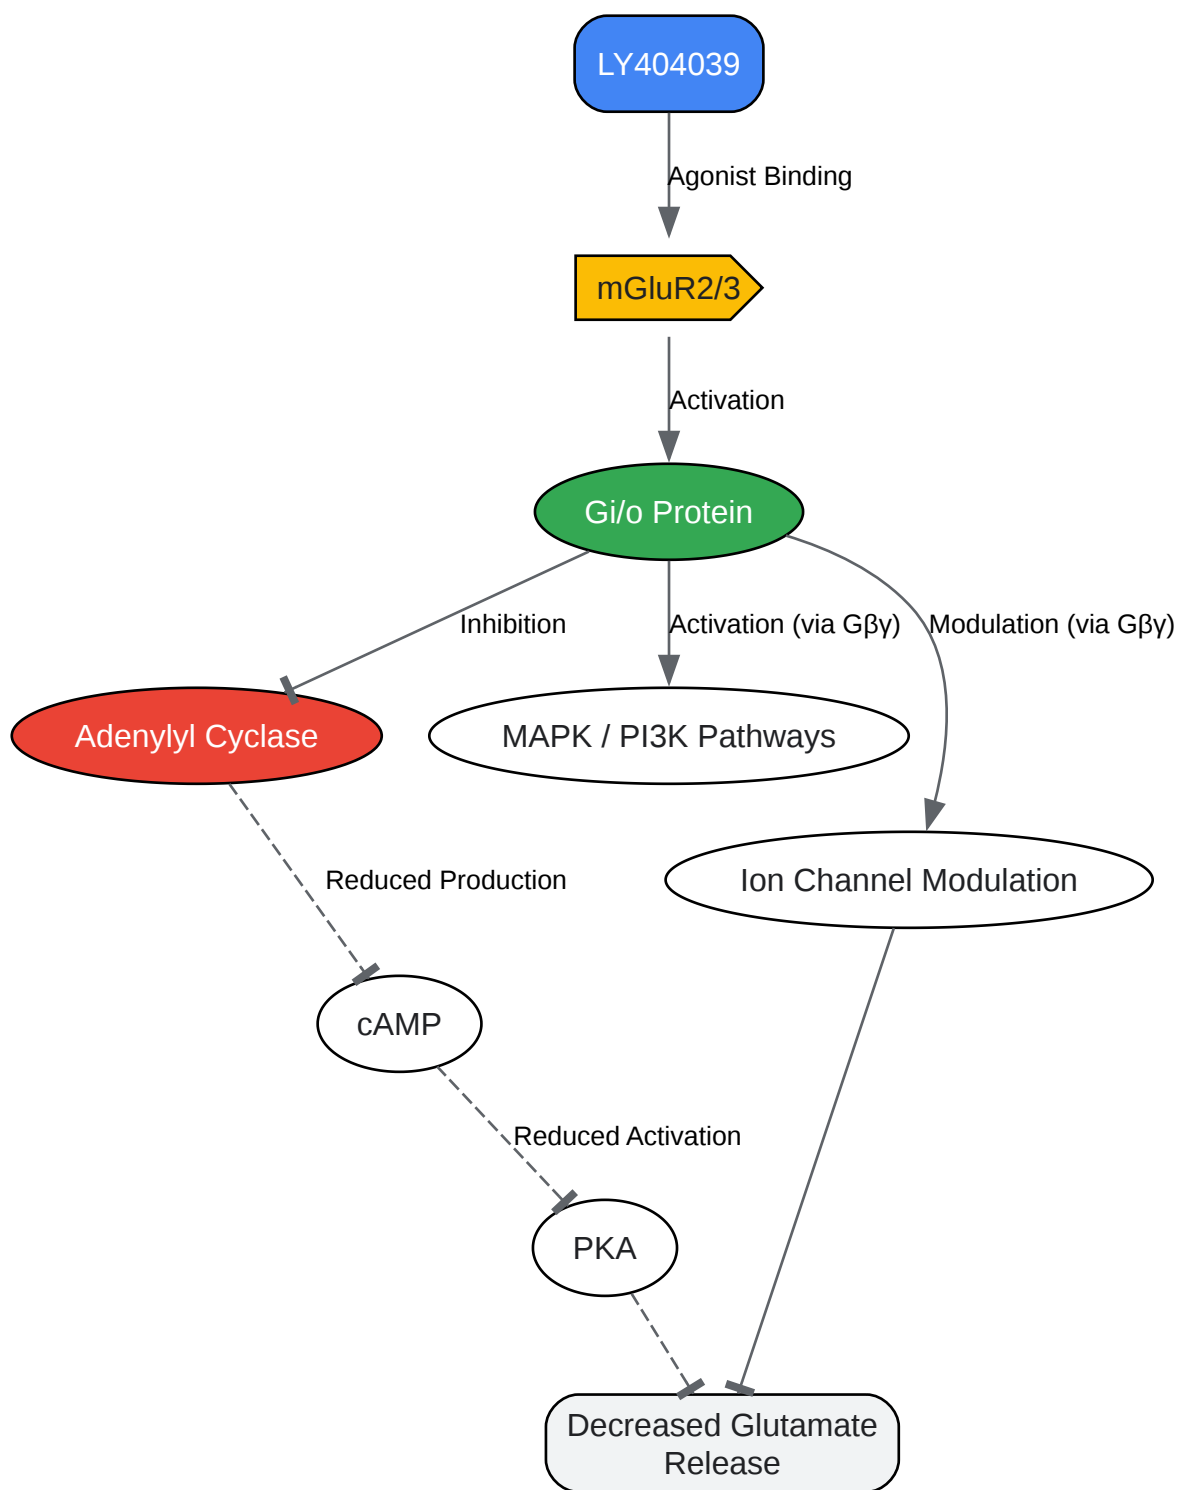 LY404039
Agonist Binding
mGluR2/3
Activation
Gi/o Protein
Inhibition
Activation (via Gβγ)
Modulation (via Gβγ)
Adenylyl Cyclase
MAPK / PI3K Pathways
Reduced Production
Ion Channel Modulation
cAMP
Reduced Activation
PKA
Decreased Glutamate
Release